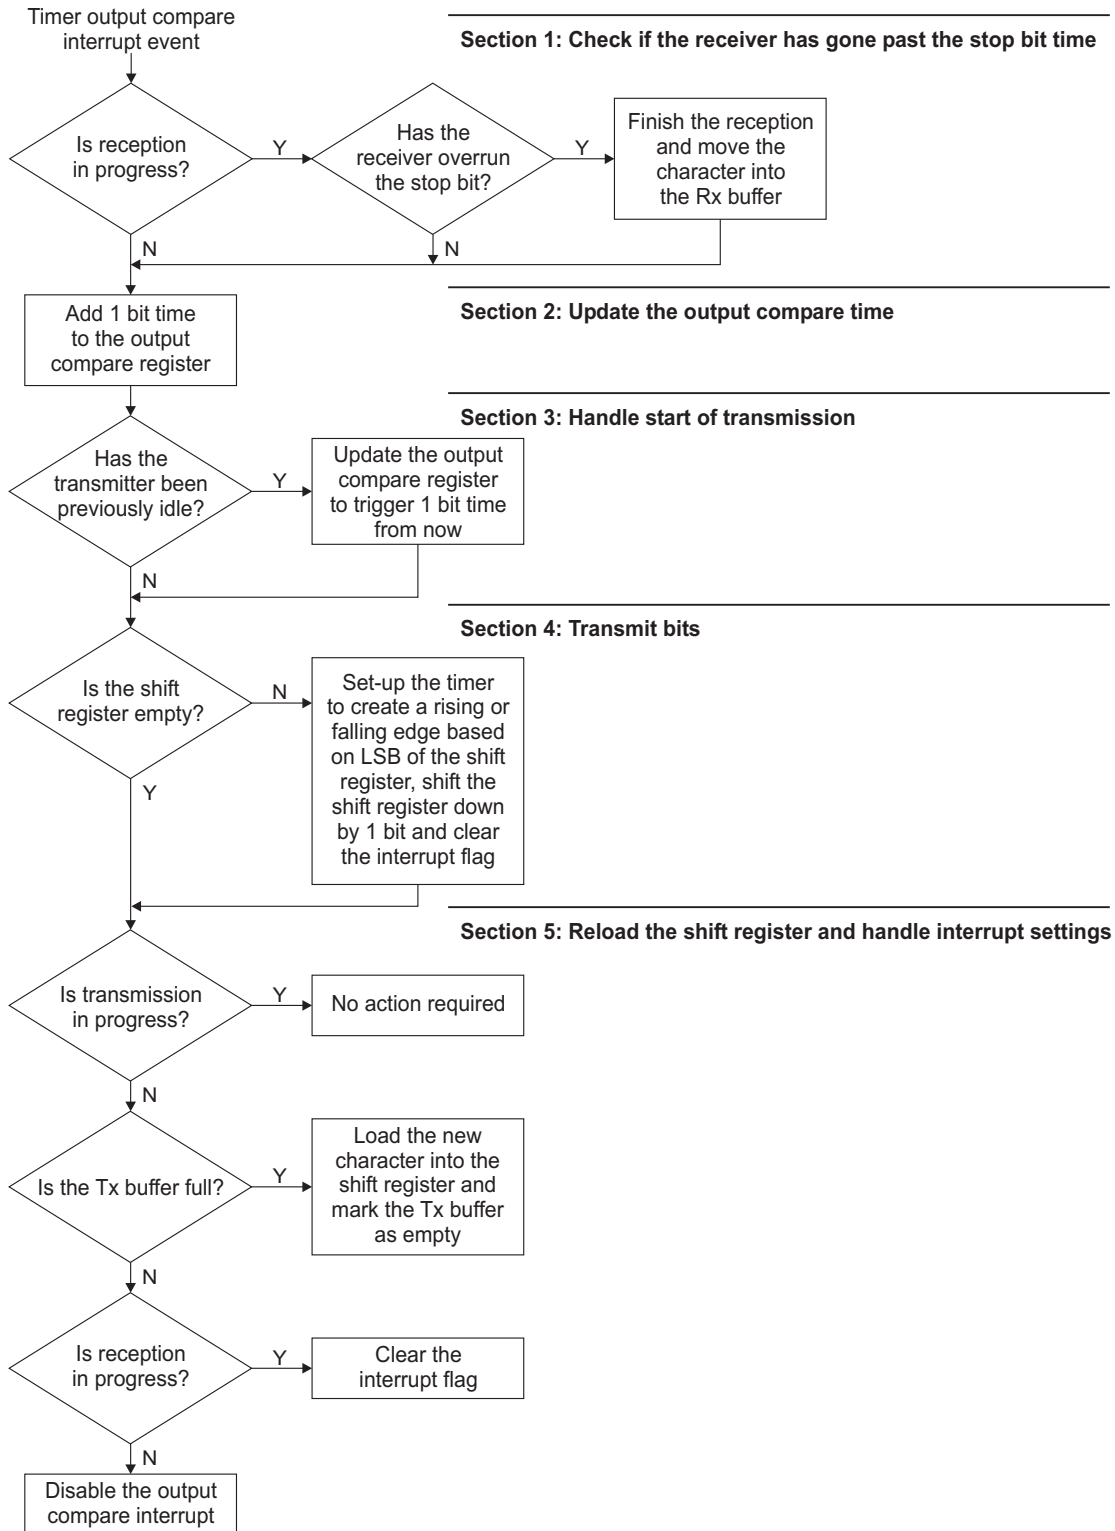 Timer output compare
interrupt event
Section 1: Check if the receiver has gone past the stop bit time
Is reception
in progress?
Y
Has the
receiver overrun
the stop bit?
Y
Finish the reception
and move the
character into
the Rx buffer
N
N
Section 2: Update the output compare time
Add 1 bit time
to the output
compare register
Section 3: Handle start of transmission
Has the
transmitter been
previously idle?
Y
Update the output
compare register
to trigger 1 bit time
from now
N
Section 4: Transmit bits
Is the shift
register empty?
N
Set-up the timer
to create a rising or
falling edge based
on LSB of the shift
register, shift the
shift register down
by 1 bit and clear
the interrupt flag
Y
Section 5: Reload the shift register and handle interrupt settings
Is transmission
in progress?
Y
No action required
N
Is the Tx buffer full?
Y
Load the new
character into the
shift register and
mark the Tx buffer
as empty
N
Is reception
in progress?
Y
Clear the
interrupt flag
N
Disable the output
compare interrupt